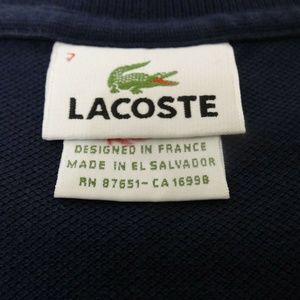 7
LACOSTE
DESIGNED IN FRANCE
MADE IN EL SALVADOR
RN 87651-CA 16998